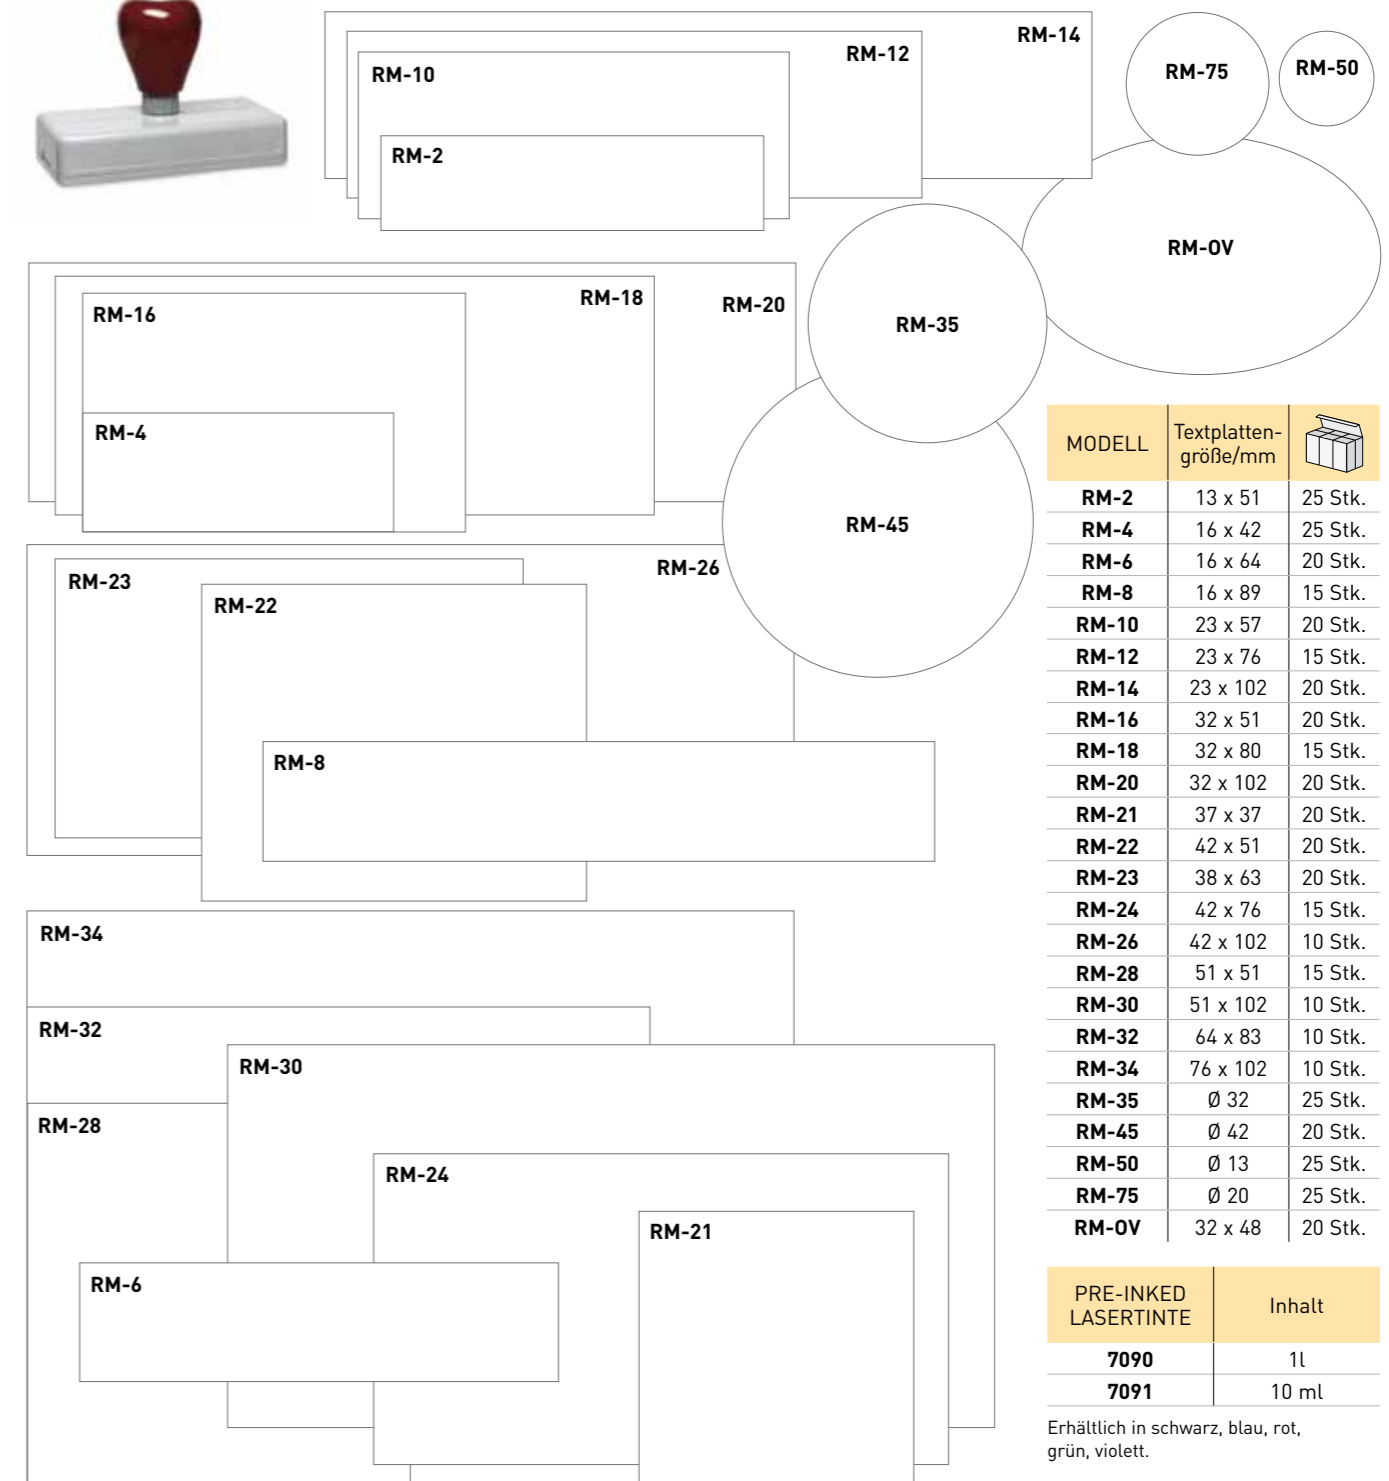 RM-14
RM-12
RM-10
RM-2
RM-75
RM-50
RM-OV
RM-18
RM-20
RM-16
RM-4
RM-35
RM-45
RM-26
RM-23
RM-22
RM-8
RM-34
RM-32
RM-30
RM-28
RM-24
RM-21
RM-6
MODELL Textplatten-
größe/mm
RM-2 13 x 51 25 Stk.
RM-4 16 x 42 25 Stk.
RM-6 16 x 64 20 Stk.
RM-8 16 x 89 15 Stk.
RM-10 23 x 57 20 Stk.
RM-12 23 x 76 15 Stk.
RM-14 23 x 102 20 Stk.
RM-16 32 x 51 20 Stk.
RM-18 32 x 80 15 Stk.
RM-20 32 x 102 20 Stk.
RM-21 37 x 37 20 Stk.
RM-22 42 x 51 20 Stk.
RM-23 38 x 63 20 Stk.
RM-24 42 x 76 15 Stk.
RM-26 42 x 102 10 Stk.
RM-28 51 x 51 15 Stk.
RM-30 51 x 102 10 Stk.
RM-32 64 x 83 10 Stk.
RM-34 76 x 102 10 Stk.
RM-35 Ø 32 25 Stk.
RM-45 Ø 42 20 Stk.
RM-50 Ø 13 25 Stk.
RM-75 Ø 20 25 Stk.
RM-OV 32 x 48 20 Stk.
PRE-INKED
LASERTINTE Inhalt
7090 1l
7091 10 ml
Erhältlich in schwarz, blau, rot,
grün, violett.